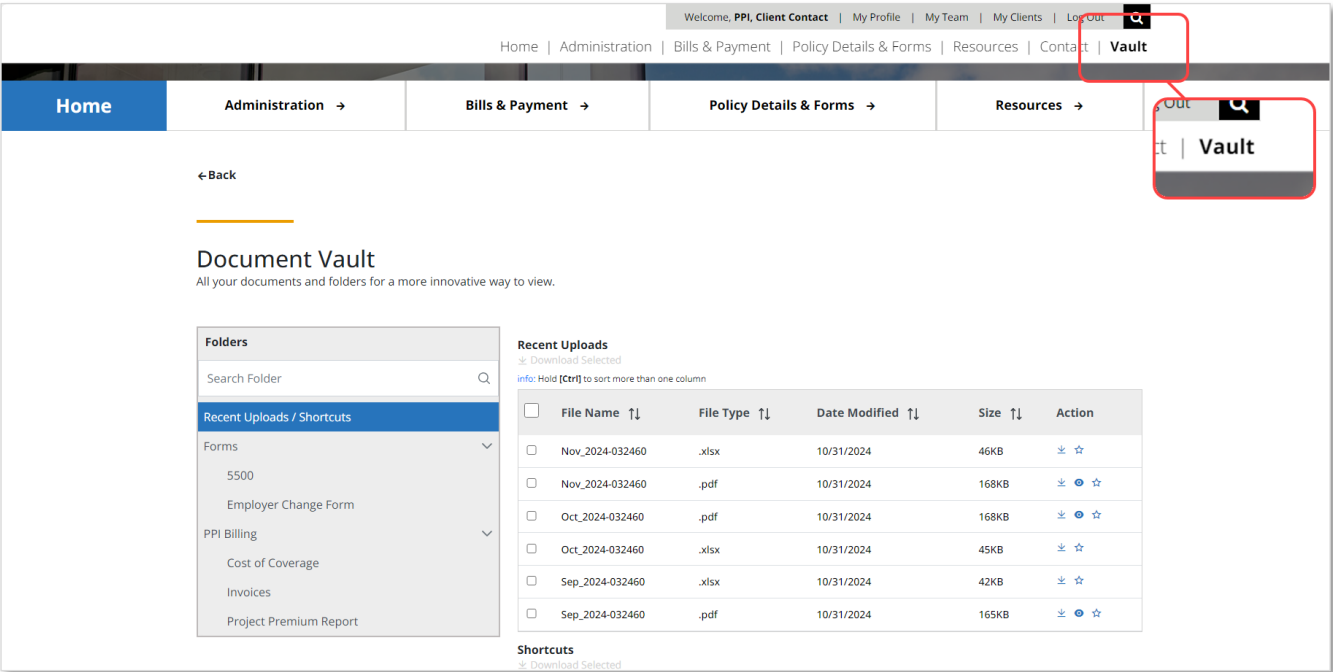 Welcome, PPI, Client Contact | My Profile | My Team | My Clients | Log Out
Home | Administration | Bills & Payment | Policy Details & Forms | Resources | Contact | Vault
Home Administration → Bills & Payment → Policy Details & Forms → Resources →
Out
| Vault
←Back
Document Vault
All your documents and folders for a more innovative way to view.
Folders
Search Folder
Recent Uploads / Shortcuts
Forms
5500
Employer Change Form
PPI Billing
Cost of Coverage
Invoices
Project Premium Report
Recent Uploads
Download Selected
info: Hold [Ctrl] to sort more than one column
File Name File Type Date Modified Size Action
Nov_2024-032460 .xlsx 10/31/2024 46KB
Nov_2024-032460 .pdf 10/31/2024 168KB
Oct_2024-032460 .pdf 10/31/2024 168KB
Oct_2024-032460 .xlsx 10/31/2024 45KB
Sep_2024-032460 .xlsx 10/31/2024 42KB
Sep_2024-032460 .pdf 10/31/2024 165KB
Shortcuts
Download Selected